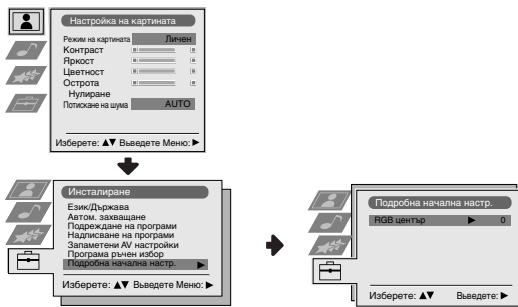 Настройка на картината
Режим на картината Личен
Контраст
Яркост
Цветност
Острота
Нулиране
Потискане на шума AUTO
Изберете: ▲▼ Въведете Меню: ▶
Инсталиране
Език/Държава
Автом. захващане
Подреждане на програми
Надписване на програми
Запаметени AV настройки
Програма ръчен избор
Подробна начална настр. ▶
Изберете: ▲▼ Въведете Меню: ▶
Подробна начална настр.
RGB център ▶ 0
Изберете: ▲▼ Въведете: ▶